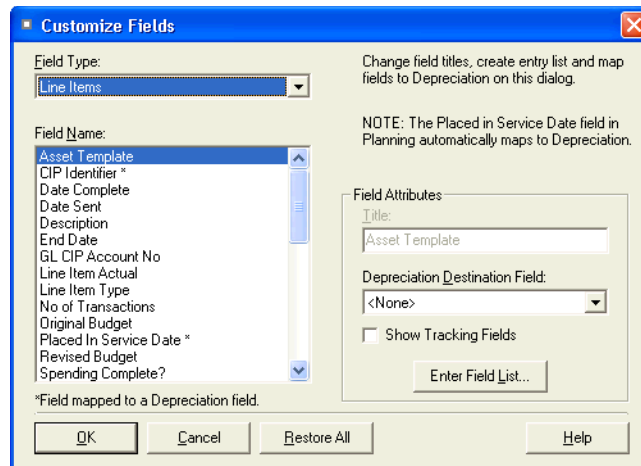 Customize Fields
Field Type:
Line Items
Field Name:
Asset Template
CIP Identifier *
Date Complete
Date Sent
Description
End Date
GL CIP Account No
Line Item Actual
Line Item Type
No of Transactions
Original Budget
Placed In Service Date *
Revised Budget
Spending Complete?
*Field mapped to a Depreciation field.
Change field titles, create entry list and map
fields to Depreciation on this dialog.
NOTE: The Placed in Service Date field in
Planning automatically maps to Depreciation.
Field Attributes
Title:
Asset Template
Depreciation Destination Field:
<None>
Show Tracking Fields
Enter Field List...
OK
Cancel
Restore All
Help